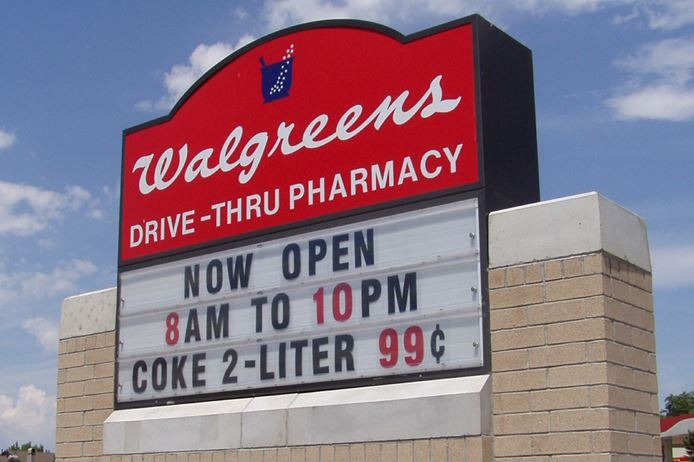 Walgreens
DRIVE-THRU PHARMACY
NOW OPEN
8AM TO 10PM
COKE 2-LITER 99¢